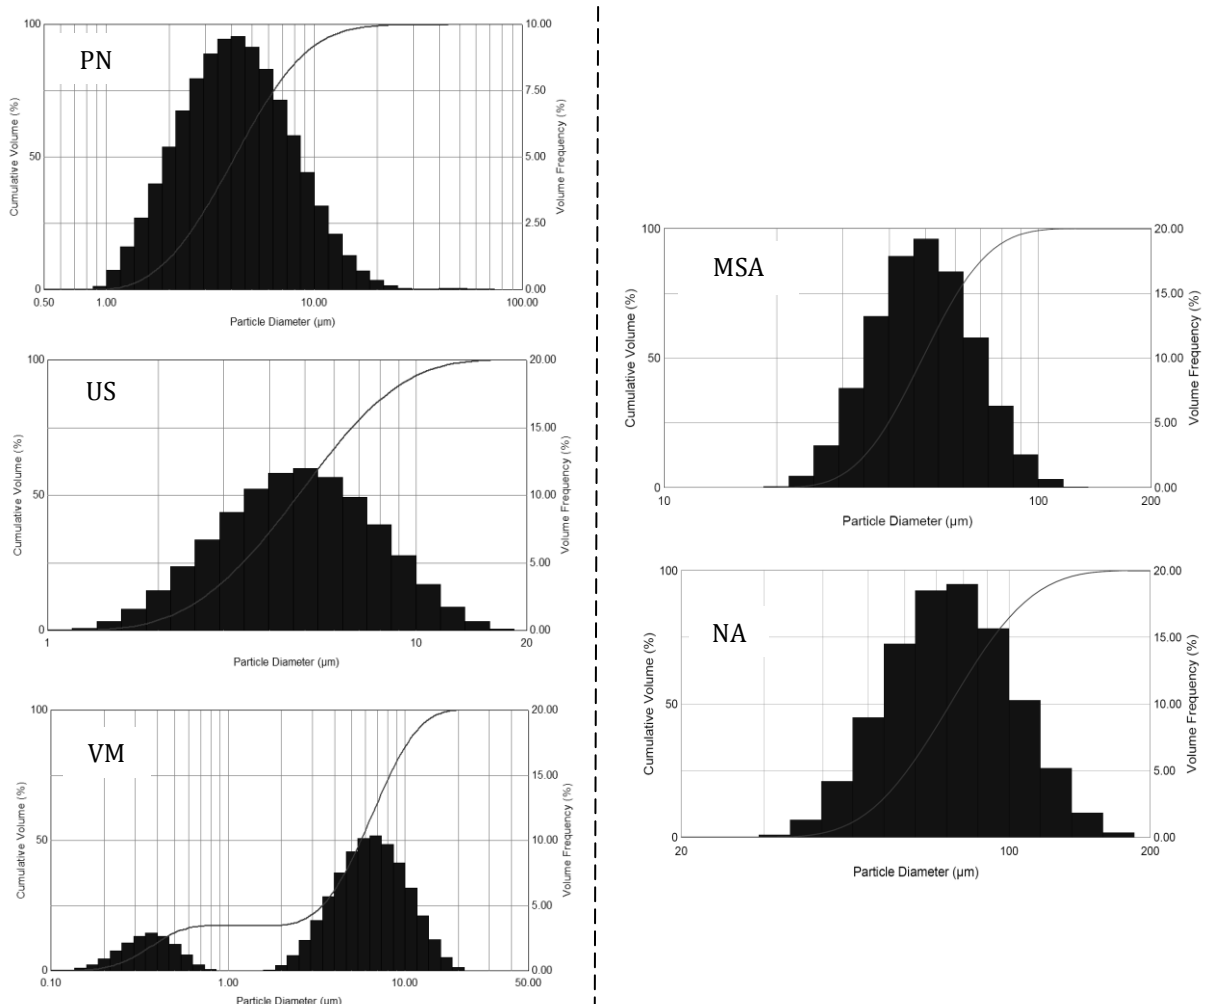 PN
Cumulative Volume (%)
100
50
0
10.00
7.50
5.00
2.50
0.00
Volume Frequency (%)
0.50 1.00 10.00 100.00
Particle Diameter (µm)
US
Cumulative Volume (%)
100
50
0
20.00
15.00
10.00
5.00
0.00
Volume Frequency (%)
1 10 20
Particle Diameter (µm)
VM
Cumulative Volume (%)
100
50
0
20.00
15.00
10.00
5.00
0.00
Volume Frequency (%)
0.10 1.00 10.00 50.00
Particle Diameter (µm)
MSA
Cumulative Volume (%)
100
50
0
20.00
15.00
10.00
5.00
0.00
Volume Frequency (%)
10 100 200
Particle Diameter (µm)
NA
Cumulative Volume (%)
100
50
0
20.00
15.00
10.00
5.00
0.00
Volume Frequency (%)
20 100 200
Particle Diameter (µm)